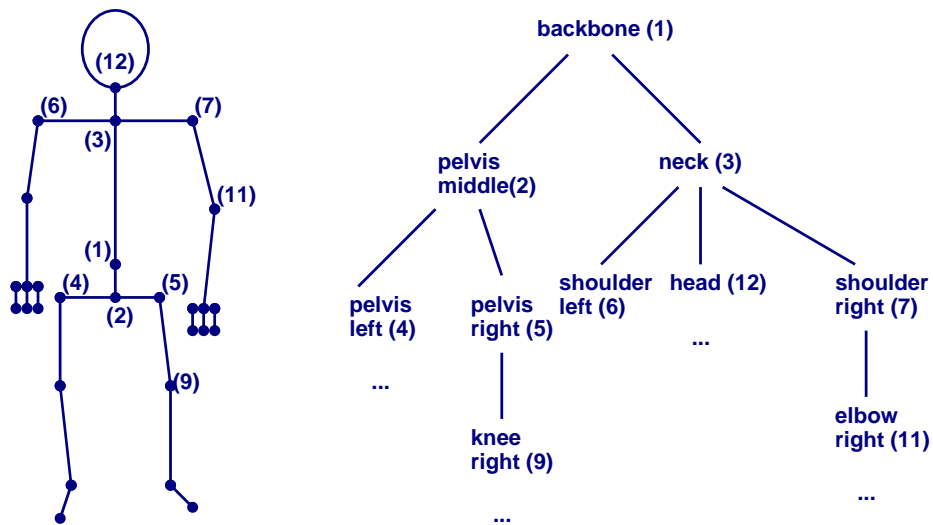 (12)
(6)
(7)
(3)
(11)
(1)
(4)
(5)
(2)
(9)
backbone (1)
pelvis
middle(2)
neck (3)
pelvis
left (4)
pelvis
right (5)
shoulder
left (6)
head (12)
shoulder
right (7)
...
...
knee
right (9)
elbow
right (11)
...
...